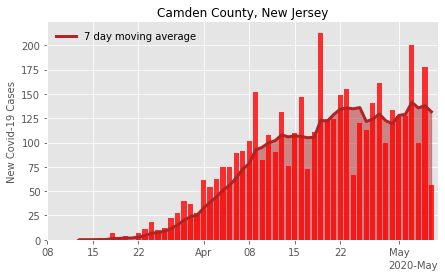 Camden County, New Jersey
7 day moving average
New Covid-19 Cases
225
200
175
150
125
100
75
50
25
0
08 15 22 Apr 08 15 22 May
2020-May